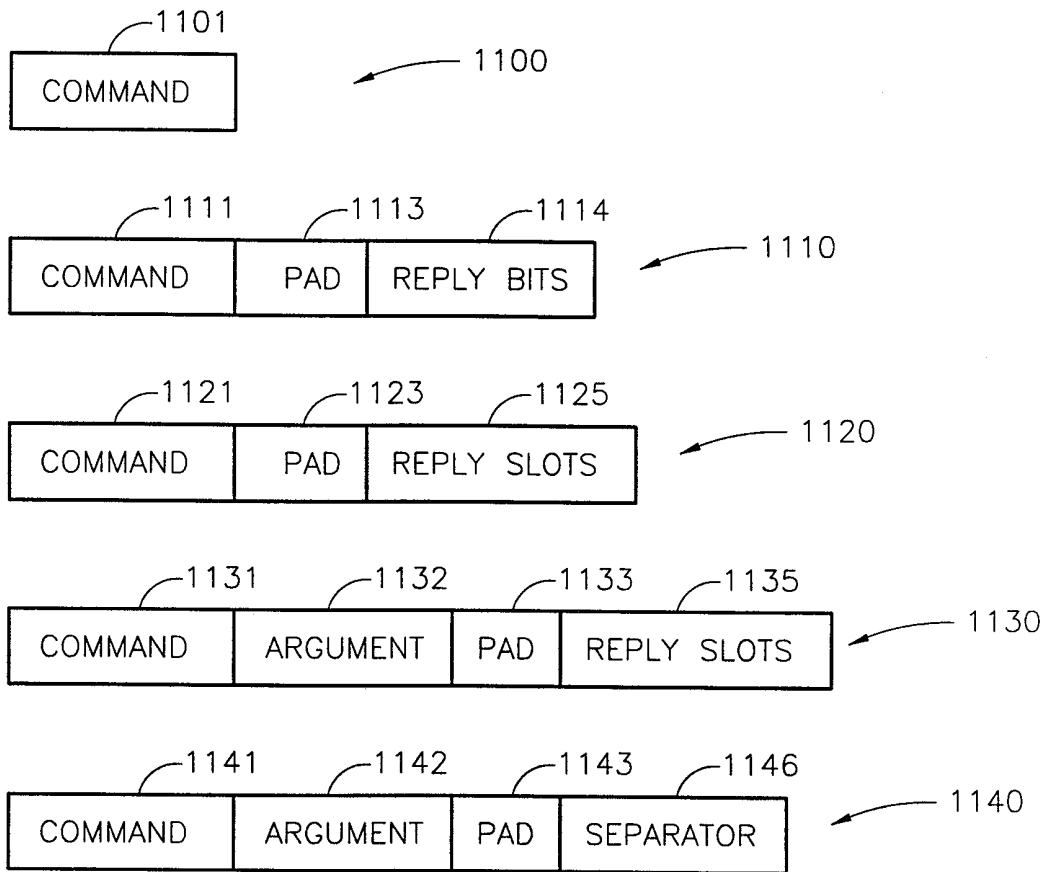 1101
COMMAND
1100
1111 1113 1114
COMMAND PAD REPLY BITS
1110
1121 1123 1125
COMMAND PAD REPLY SLOTS
1120
1131 1132 1133 1135
COMMAND ARGUMENT PAD REPLY SLOTS
1130
1141 1142 1143 1146
COMMAND ARGUMENT PAD SEPARATOR
1140